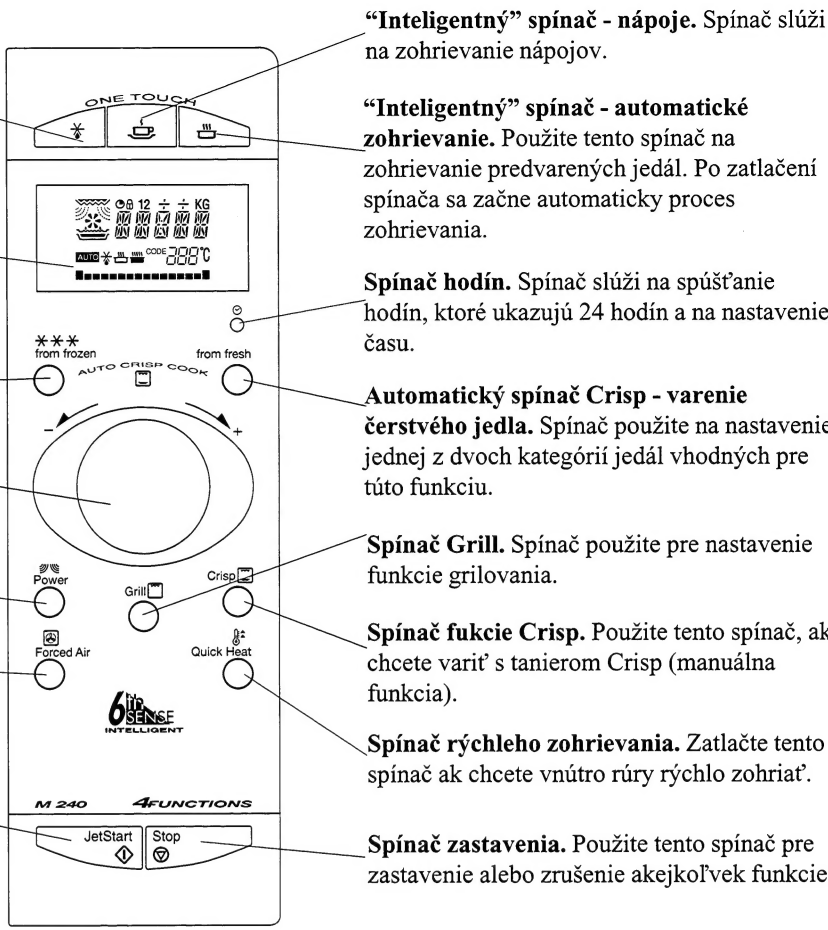 “Inteligentný” spínač - nápoje. Spínač slúži
na zohrievanie nápojov.
“Inteligentný” spínač - automatické
zohrievanie. Použite tento spínač na
zohrievanie predvarených jedál. Po zatlačení
spínača sa začne automaticky proces
zohrievania.
Spínač hodín. Spínač slúži na spúšťanie
hodín, ktoré ukazujú 24 hodín a na nastavenie
času.
Automatický spínač Crisp - varenie
čerstvého jedla. Spínač použite na nastavenie
jednej z dvoch kategórií jedál vhodných pre
túto funkciu.
Spínač Grill. Spínač použite pre nastavenie
funkcie grilovania.
Spínač fukcie Crisp. Použite tento spínač, ak
chcete variť s tanierom Crisp (manuálna
funkcia).
Spínač rýchleho zohrievania. Zatlačte tento
spínač ak chcete vnútro rúry rýchlo zohriať.
Spínač zastavenia. Použite tento spínač pre
zastavenie alebo zrušenie akejkoľvek funkcie
ONE TOUCH
12 ÷ ÷ KG
AUTO CODE 388°C
from frozen
from fresh
AUTO CRISP COOK
- +
Power
Grill
Crisp
Forced Air
Quick Heat
6th SENSE
INTELLIGENT
M 240 4FUNCTIONS
JetStart Stop